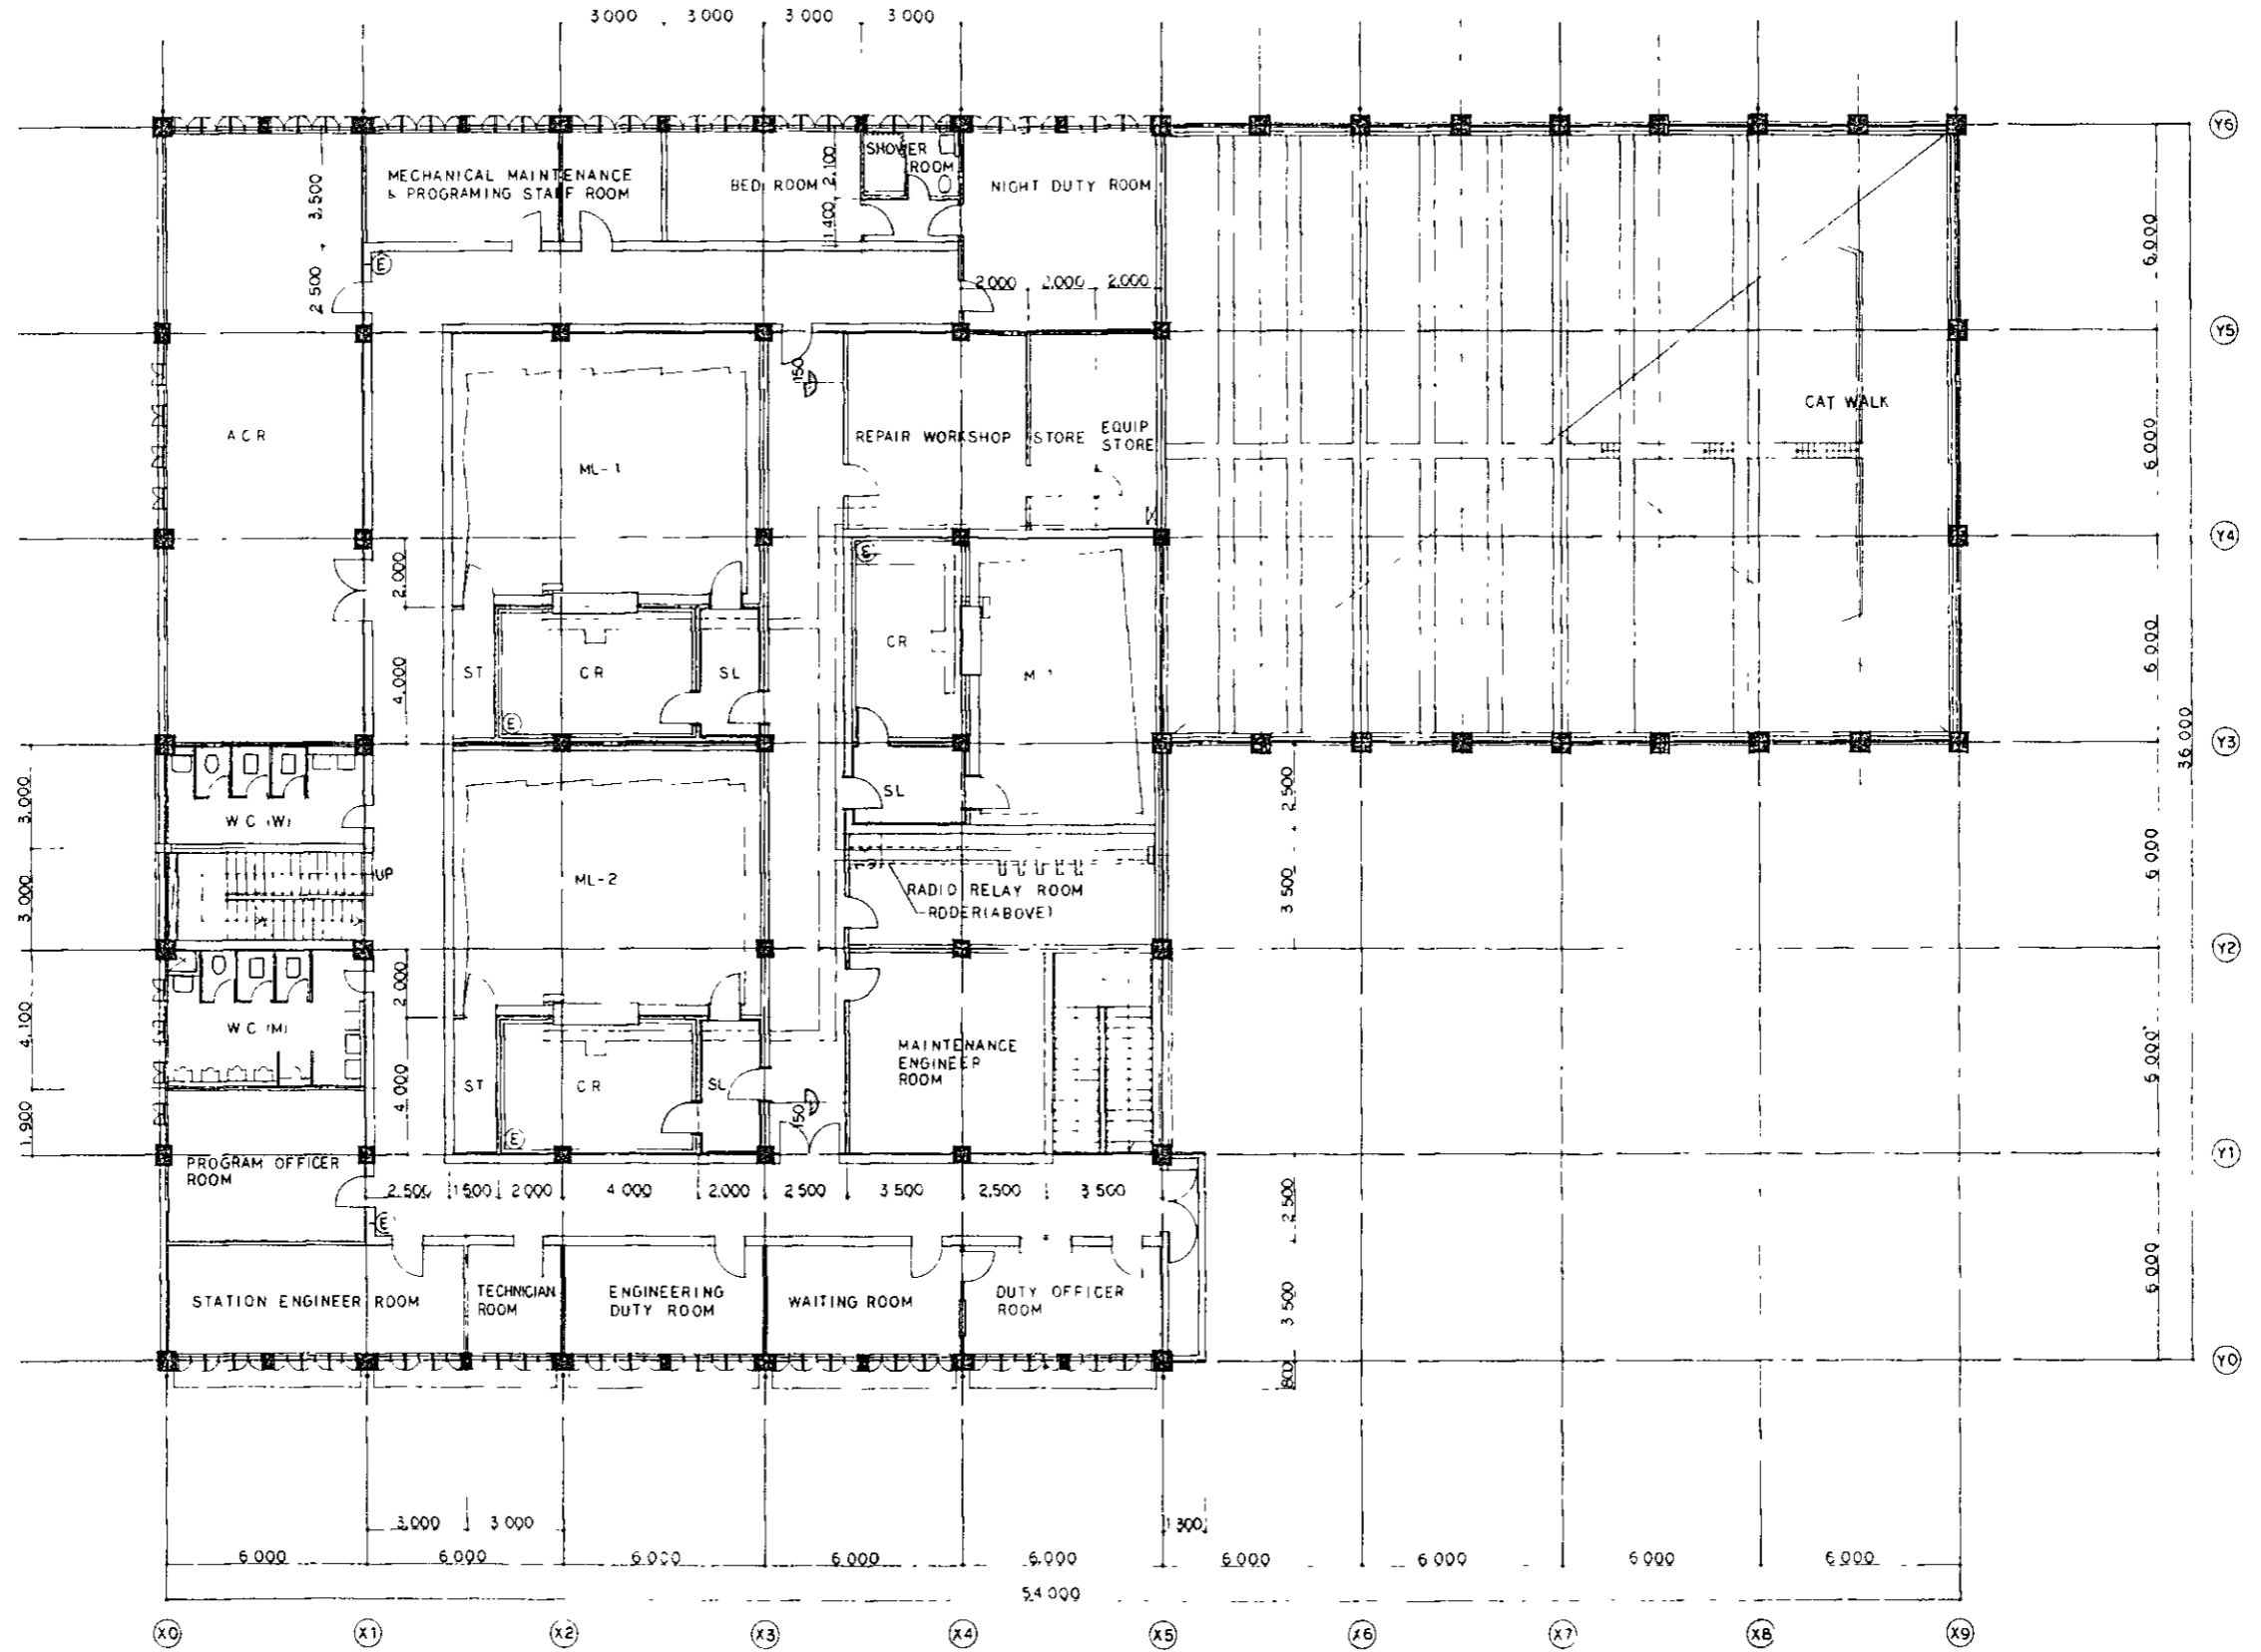 3 000 3 000 3 000 3 000
Y6
SHOWER
ROOM
MECHANICAL MAINTENANCE
& PROGRAMING STAFF ROOM
BED ROOM
2,100
NIGHT DUTY ROOM
3,500
1,400
6,000
E
2 500
2 000 2,000 2,000
Y5
150
CAT WALK
A C R
REPAIR WORKSHOP
STORE
EQUIP
STORE
6,000
ML-1
Y4
E
2,000
CR
6 000
ST
C R
SL
4,000
E
Y3
36 000
2,500
3,000
SL
W C (W)
6 000
UP
ML-2
3,000
RADIO RELAY ROOM
RDDER(ABOVE)
3 500
Y2
2,000
4,100
W C (M)
MAINTENANCE
ENGINEER
ROOM
6 000
ST
C R
SL
4 000
150
1,900
E
Y1
PROGRAM OFFICER
ROOM
2,500 1 500 2 000 4 000 2,000 2 500 3 500 2,500 3 500
2,500
E
6 000
STATION ENGINEER ROOM
TECHNICIAN
ROOM
ENGINEERING
DUTY ROOM
WAITING ROOM
DUTY OFFICER
ROOM
3 500
Y0
800
3,000 3 000
1 300
6 000 6,000 6,000 6,000 6,000 6 000 6 000 6 000 6,000
54 000
X0 X1 X2 X3 X4 X5 X6 X7 X8 X9